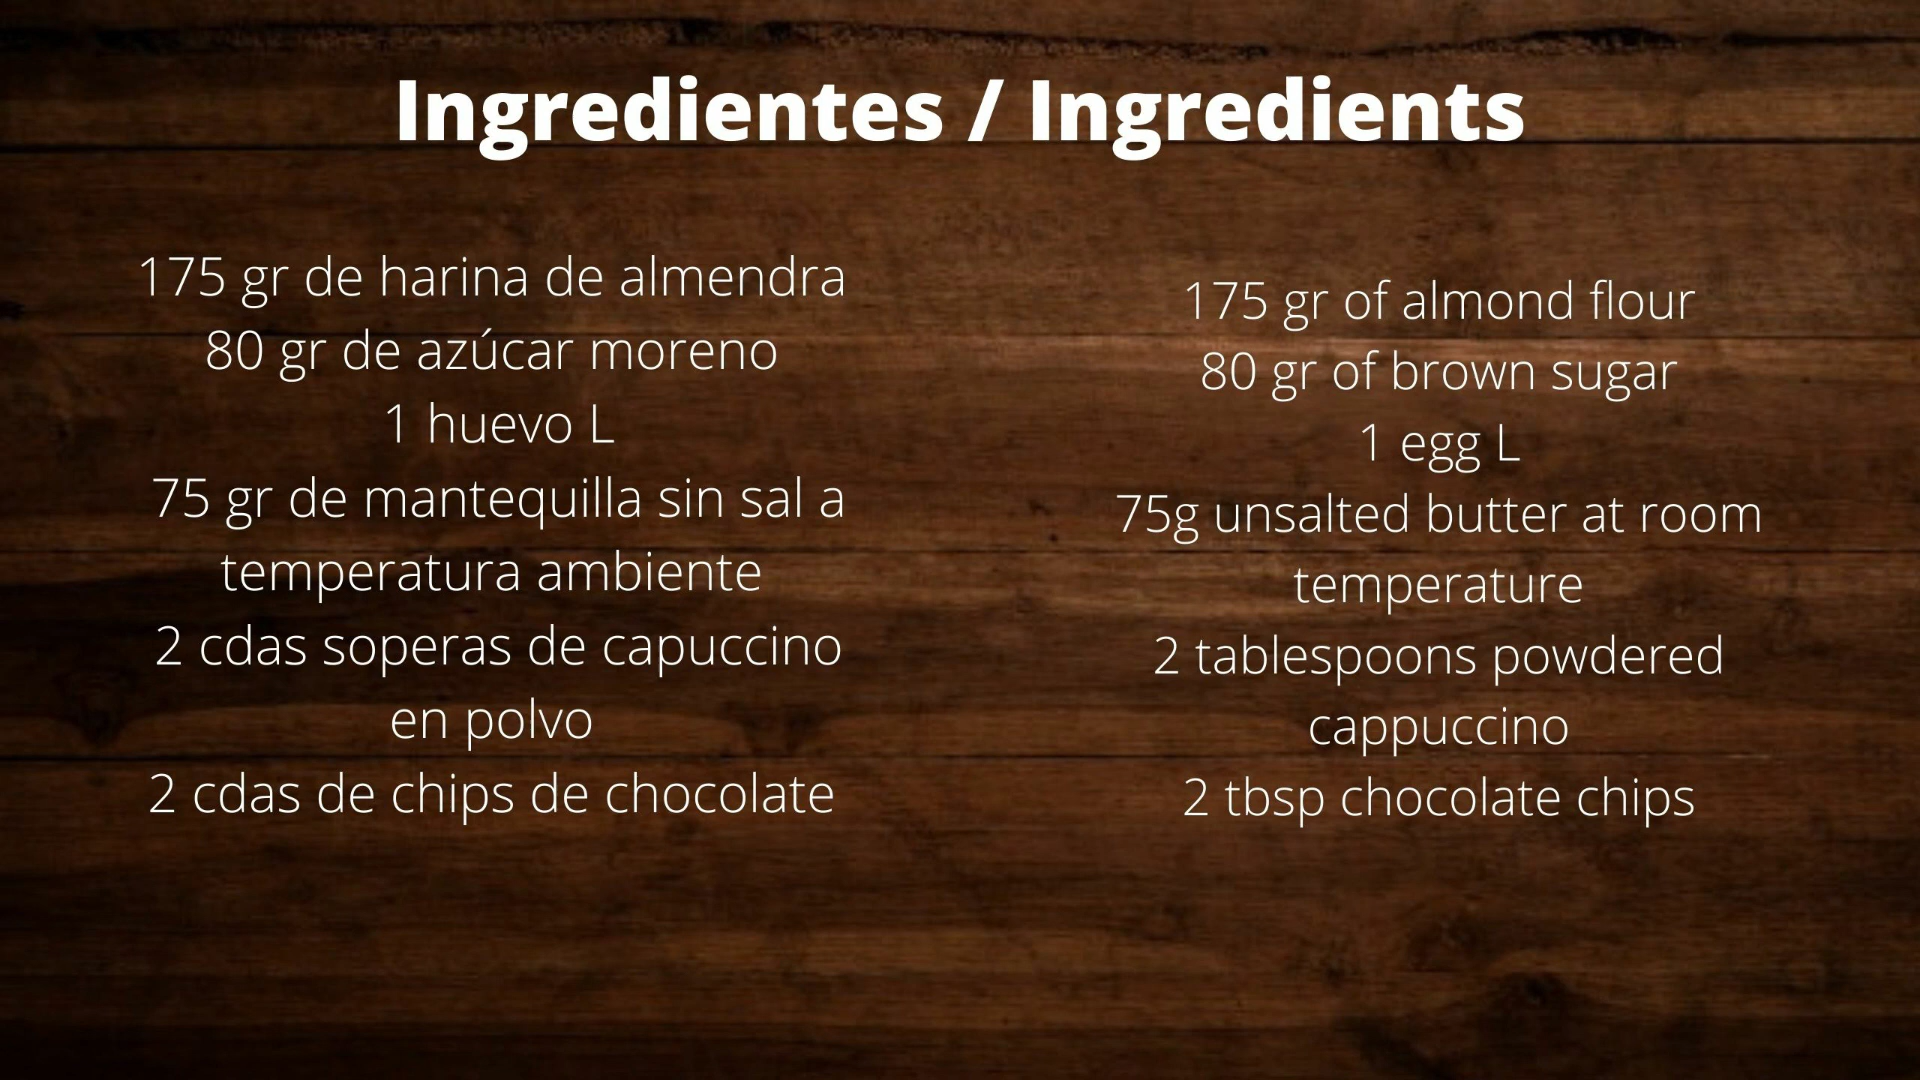 Ingredientes / Ingredients
175 gr de harina de almendra
80 gr de azúcar moreno
1 huevo L
75 gr de mantequilla sin sal a
temperatura ambiente
2 cdas soperas de capuccino
en polvo
2 cdas de chips de chocolate
175 gr of almond flour
80 gr of brown sugar
1 egg L
75g unsalted butter at room
temperature
2 tablespoons powdered
cappuccino
2 tbsp chocolate chips